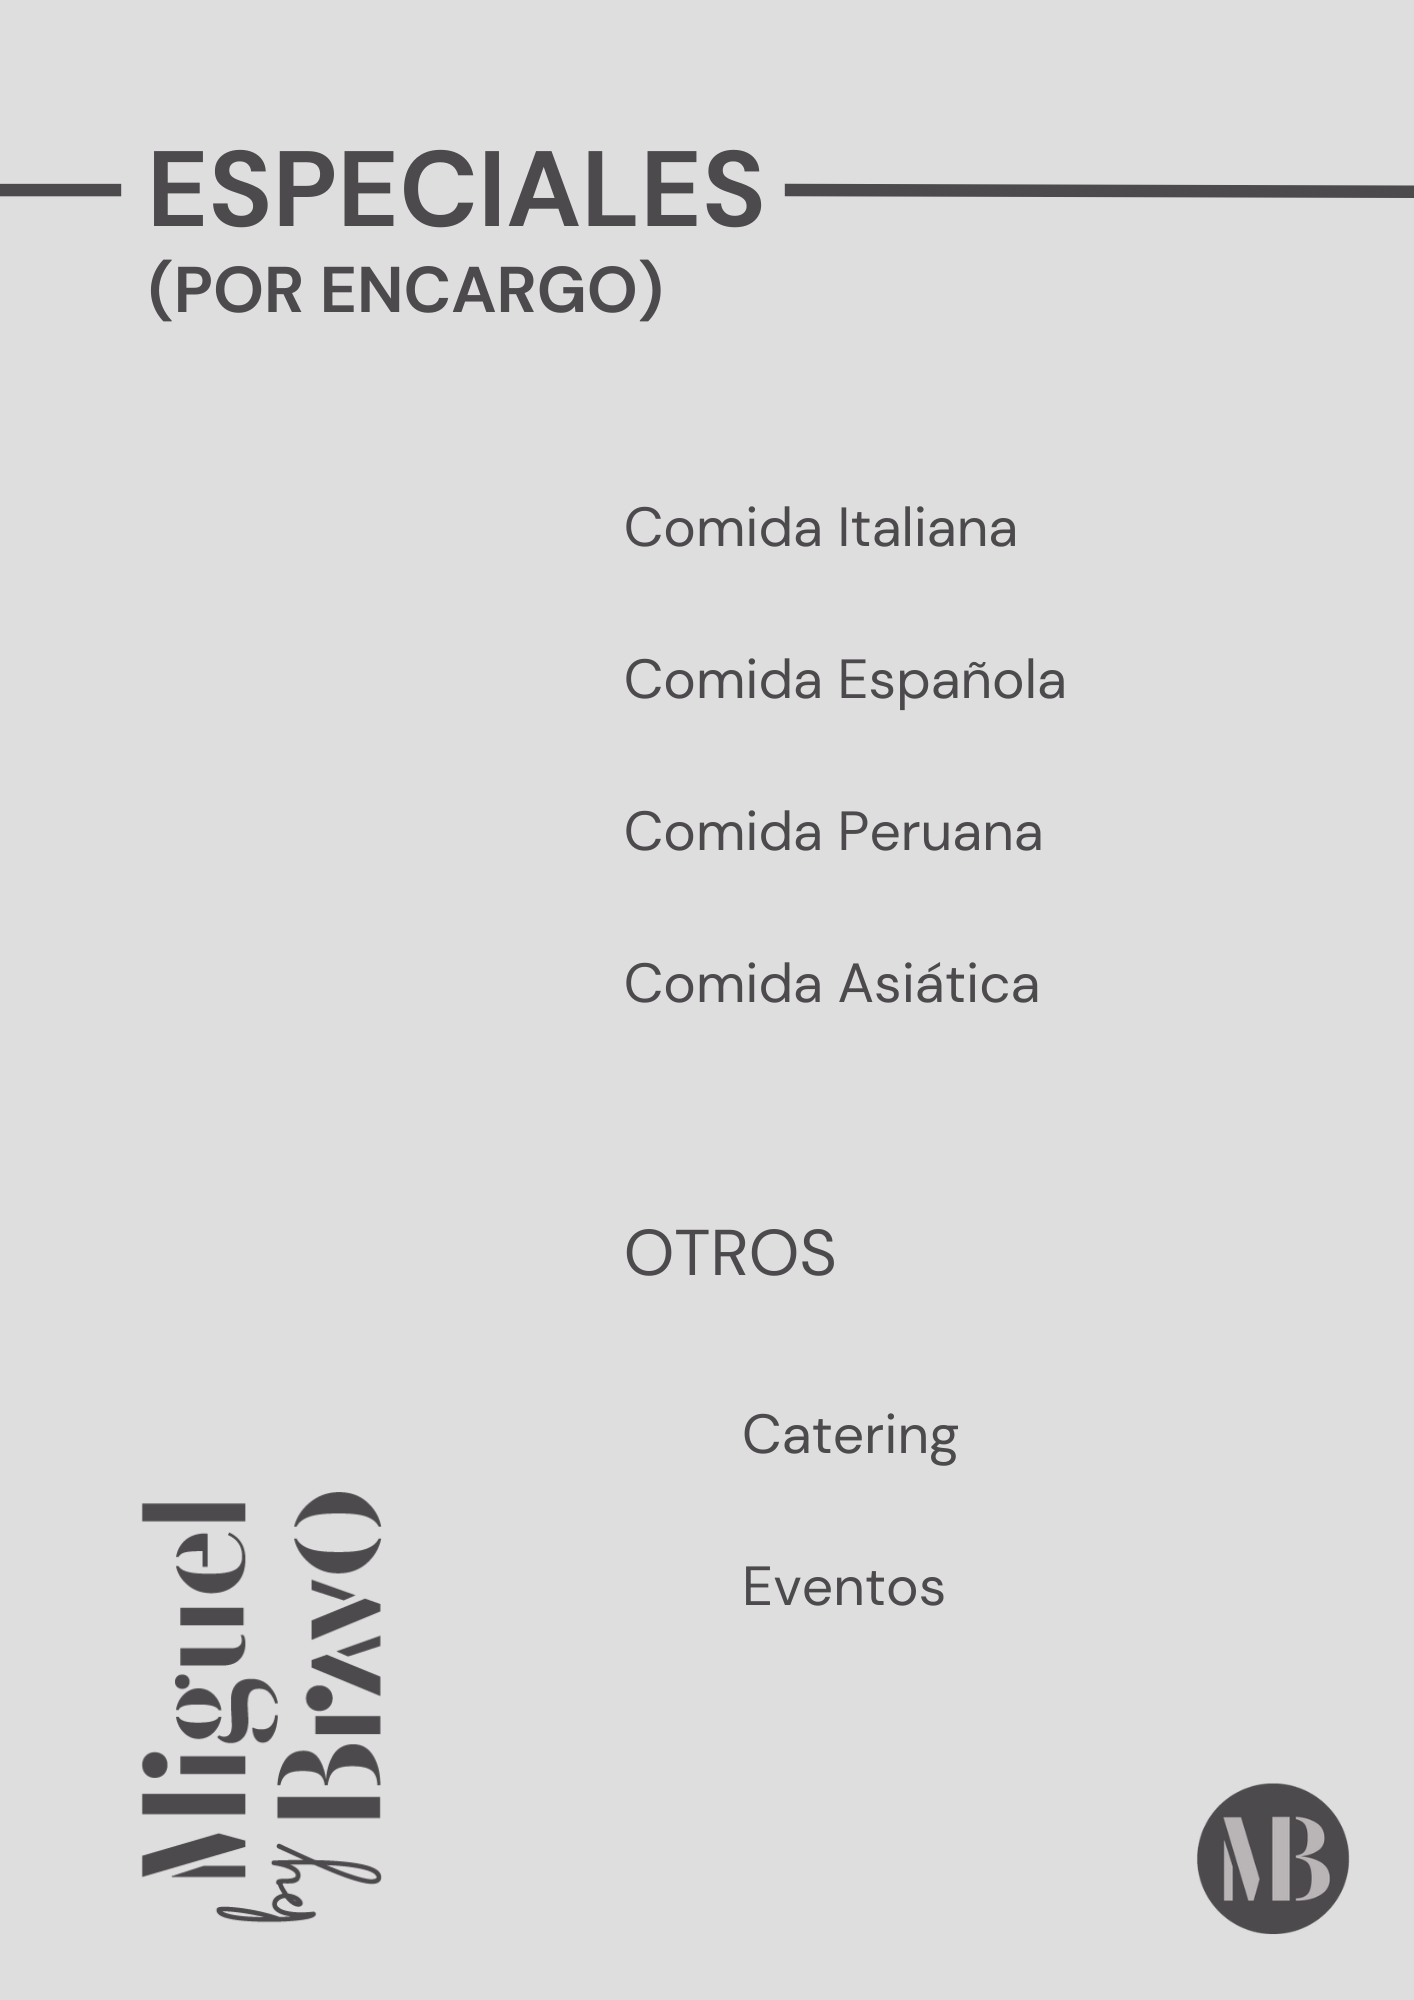 ESPECIALES
(POR ENCARGO)
Comida Italiana
Comida Española
Comida Peruana
Comida Asiática
OTROS
Catering
Eventos
by Miguel
Bravo
MB